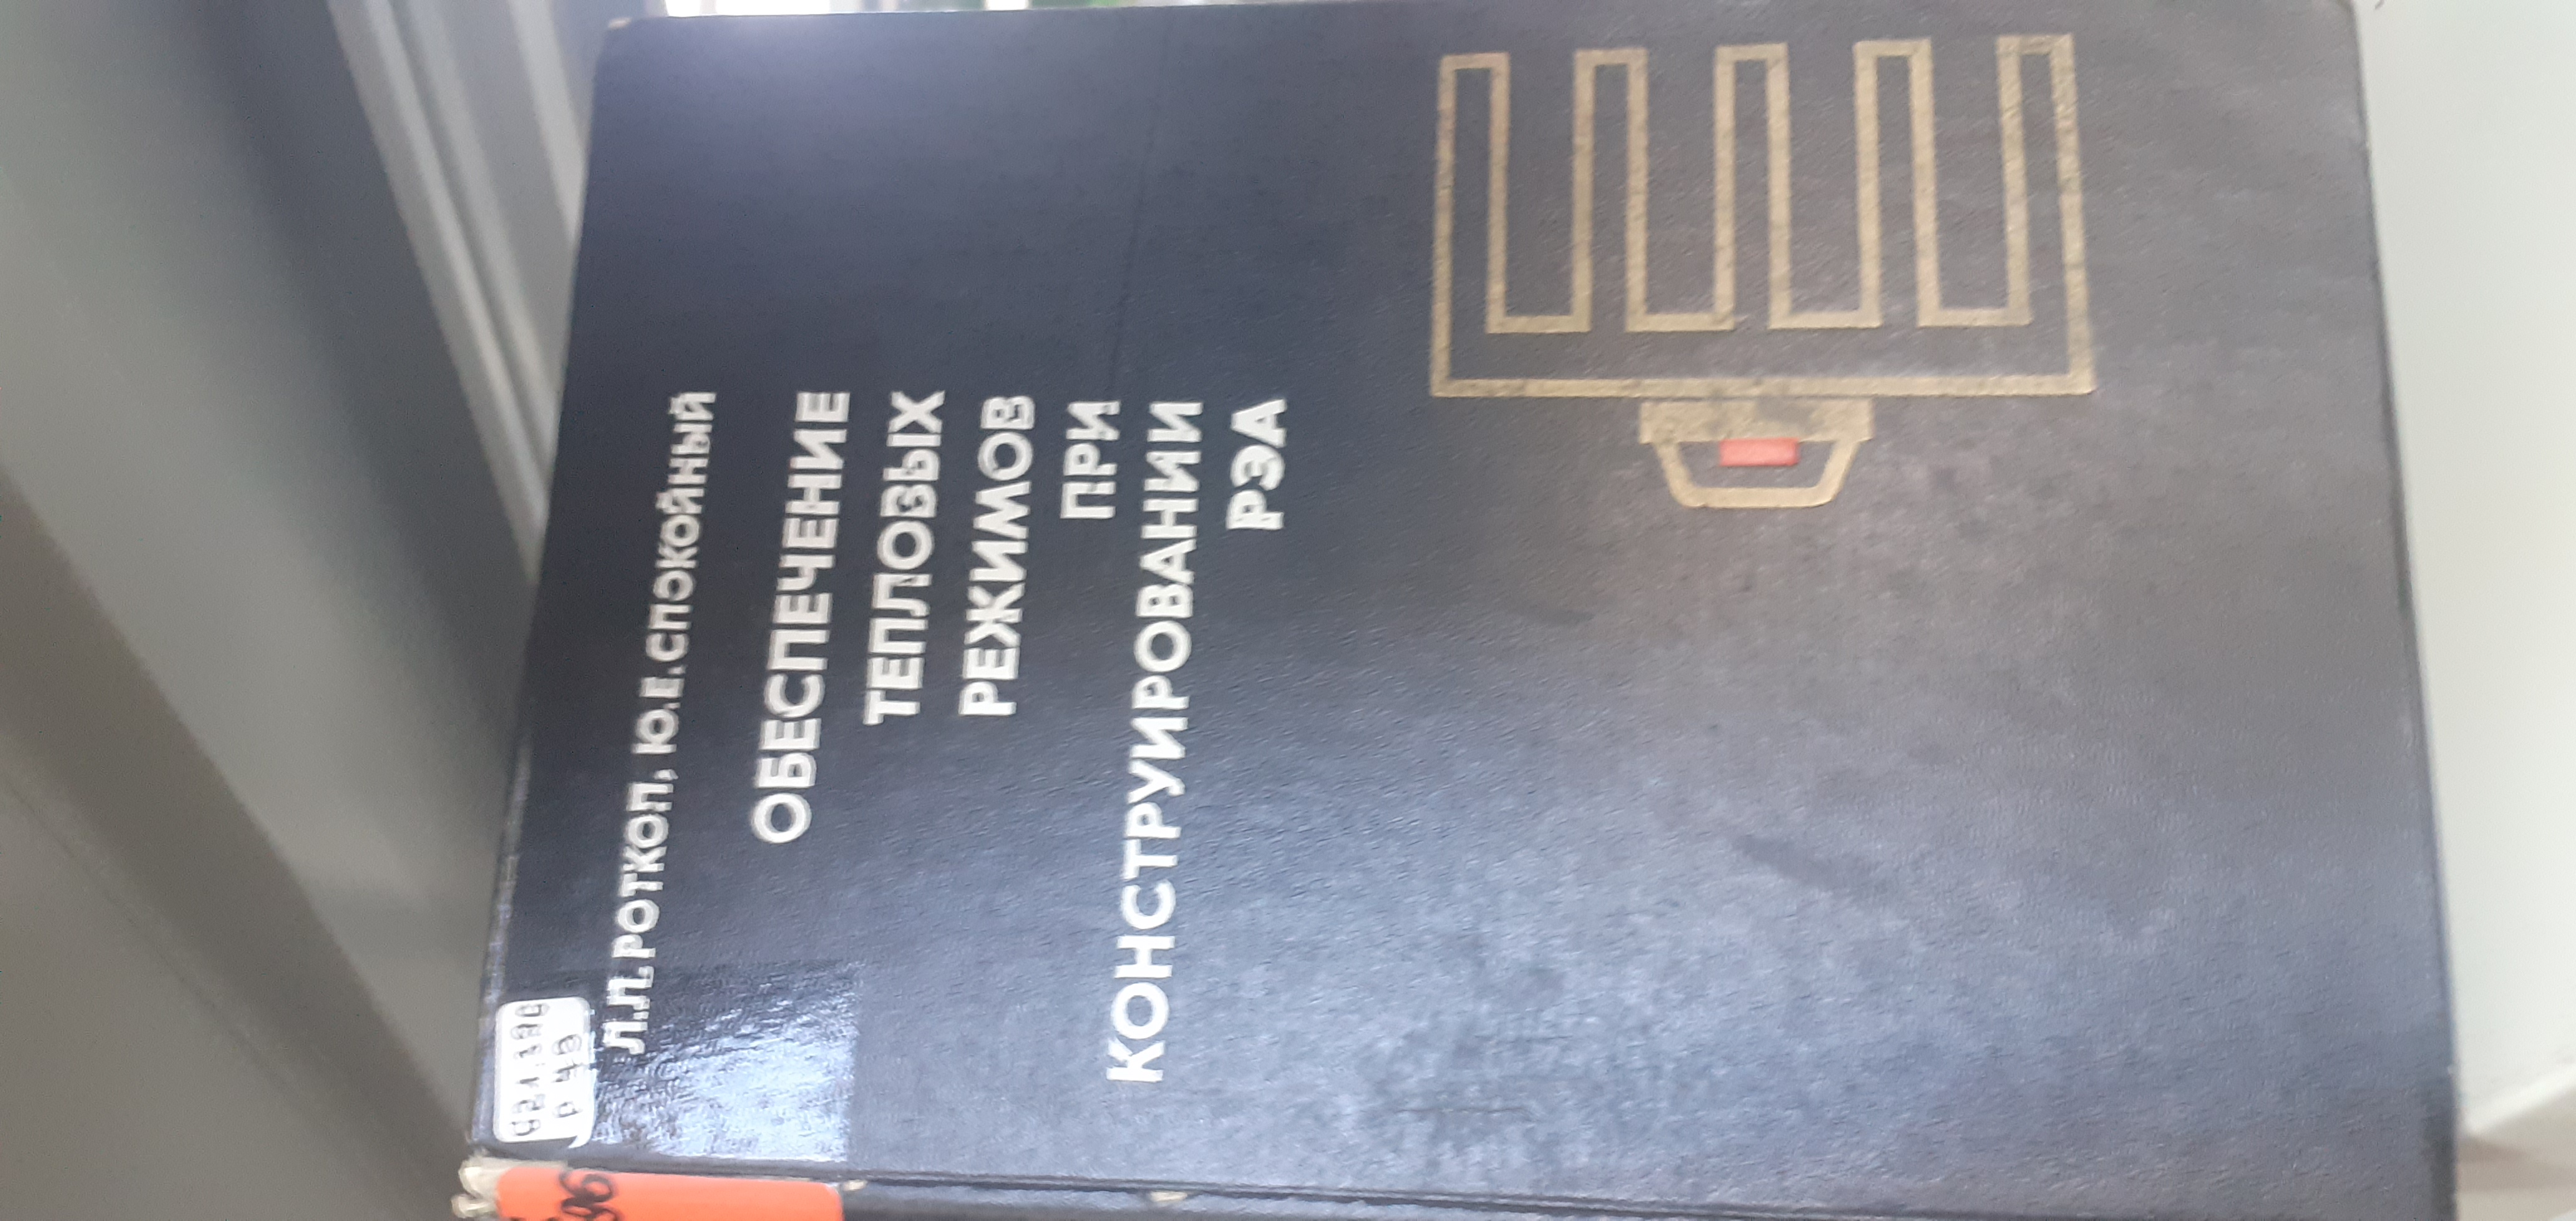 Л.Л.РОТКОП, Ю.Е.СПОКОЙНЫЙ
ОБЕСПЕЧЕНИЕ
ТЕПЛОВЫХ
РЕЖИМОВ
ПРИ
КОНСТРУИРОВАНИИ
РЭА